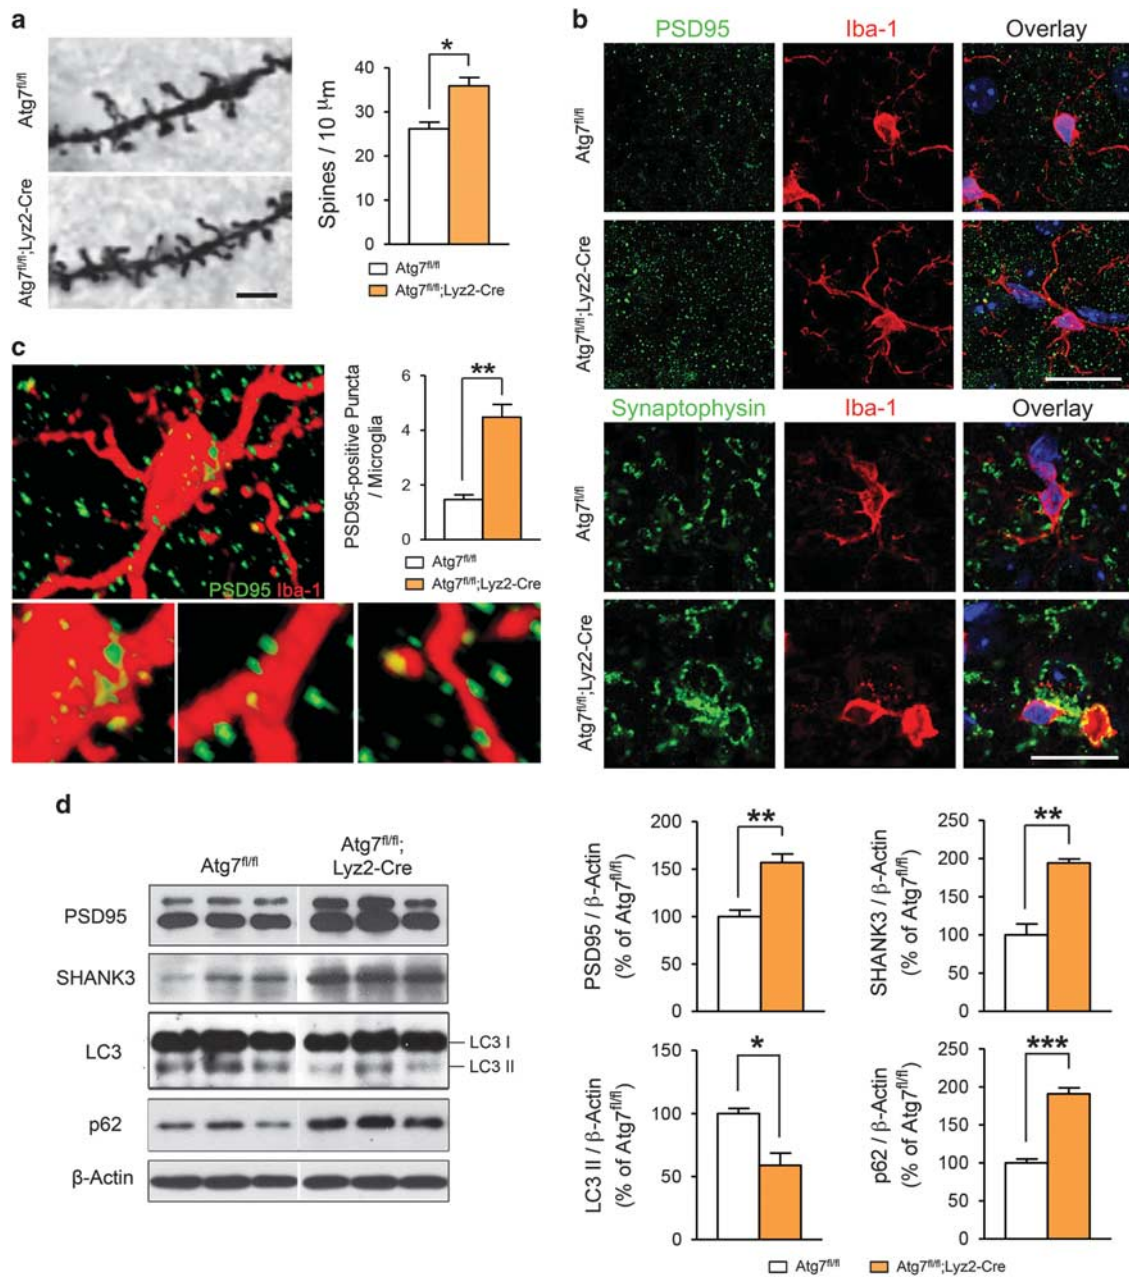 a
Atg7fl/fl
Atg7fl/fl;Lyz2-Cre
Spines / 10 µm
40
30
20
10
0
*
Atg7fl/fl
Atg7fl/fl;Lyz2-Cre
b
PSD95
Iba-1
Overlay
Atg7fl/fl
Atg7fl/fl;Lyz2-Cre
Synaptophysin
Iba-1
Overlay
Atg7fl/fl
Atg7fl/fl;Lyz2-Cre
c
PSD95 Iba-1
PSD95-positive Puncta
/ Microglia
6
4
2
0
**
Atg7fl/fl
Atg7fl/fl;Lyz2-Cre
d
Atg7fl/fl
Atg7fl/fl;
Lyz2-Cre
PSD95
SHANK3
LC3
LC3 I
LC3 II
p62
β-Actin
PSD95 / β-Actin
(% of Atg7fl/fl)
200
150
100
50
0
**
SHANK3 / β-Actin
(% of Atg7fl/fl)
250
200
150
100
50
0
**
LC3 II / β-Actin
(% of Atg7fl/fl)
150
100
50
0
*
p62 / β-Actin
(% of Atg7fl/fl)
250
200
150
100
50
0
***
Atg7fl/fl
Atg7fl/fl;Lyz2-Cre